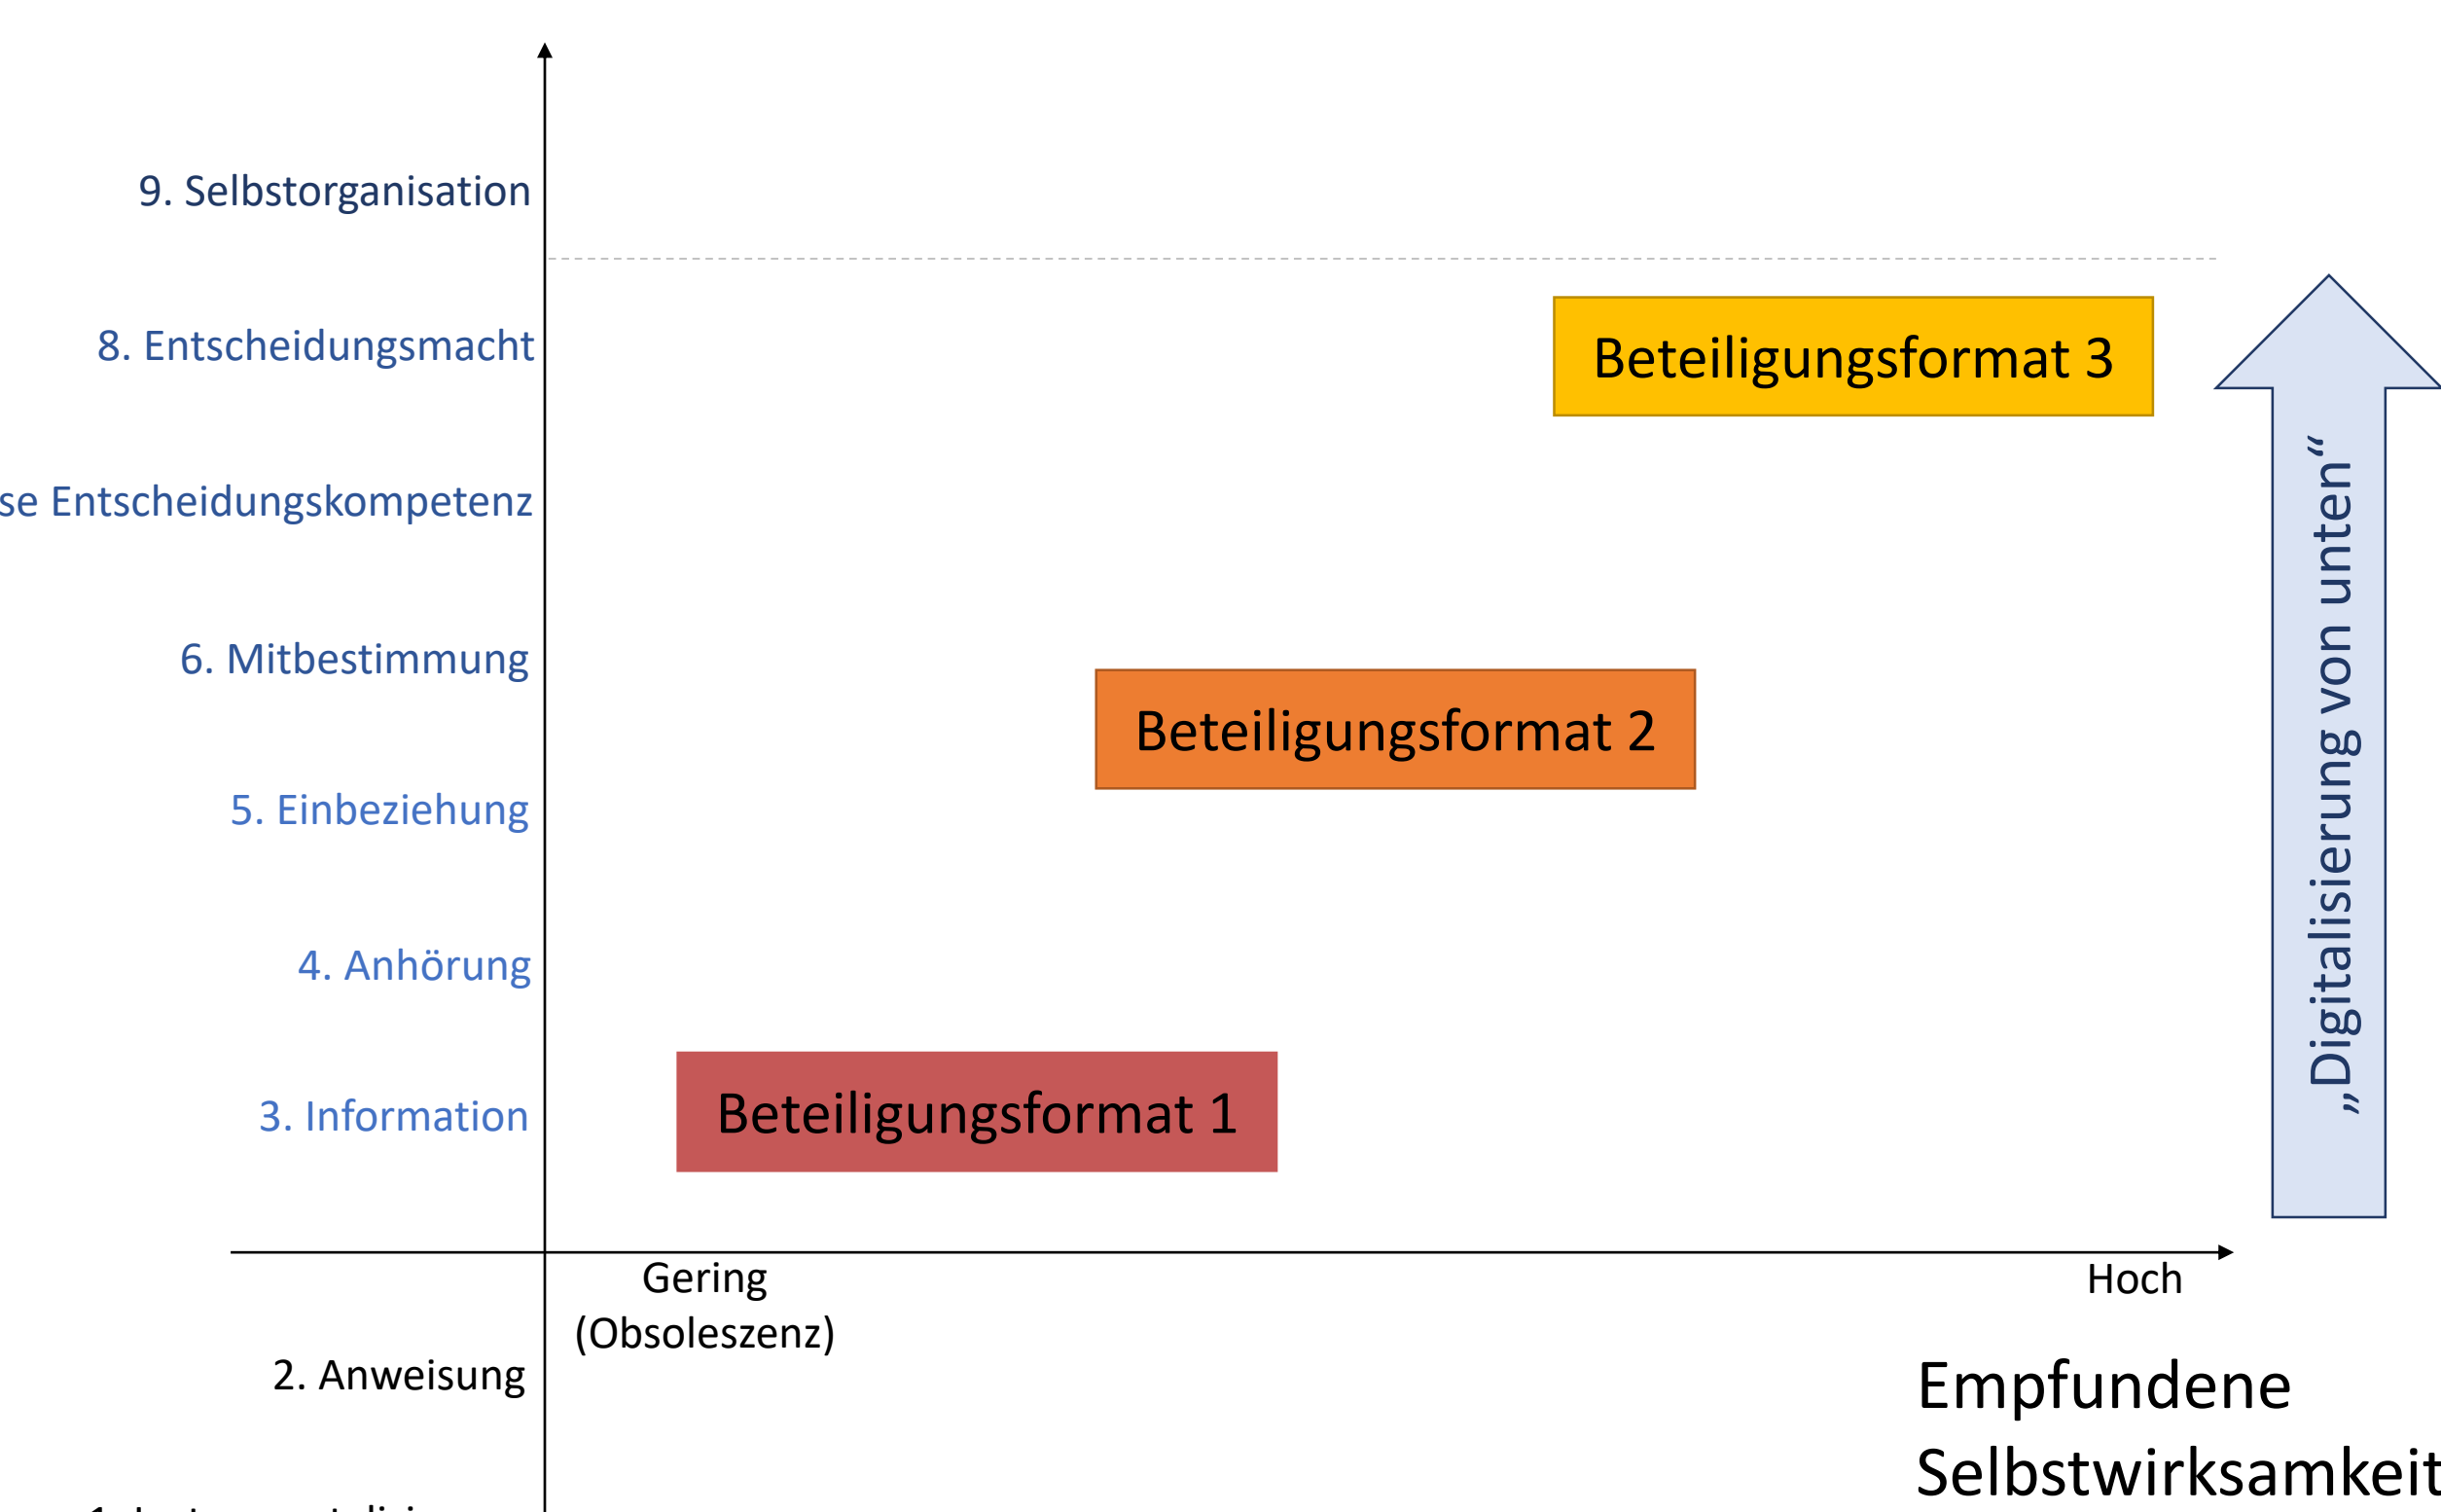 9. Selbstorganisation
8. Entscheidungsmacht
Beteiligungsformat 3
Entscheidungskompetenz
6. Mitbestimmung
Beteiligungsformat 2
5. Einbeziehung
4. Anhörung
3. Information
Beteiligungsformat 1
„Digitalisierung von unten“
Gering
(Obsoleszenz)
Hoch
2. Anweisung
Empfundene
Selbstwirksamkeit